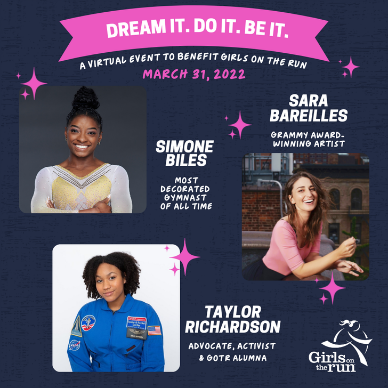 DREAM IT. DO IT. BE IT.
A VIRTUAL EVENT TO BENEFIT GIRLS ON THE RUN
MARCH 31, 2022
SARA
BAREILLES
GRAMMY AWARD-
WINNING ARTIST
SIMONE
BILES
MOST
DECORATED
GYMNAST
OF ALL TIME
TAYLOR
RICHARDSON
ADVOCATE, ACTIVIST
& GOTR ALUMNA
Girls
on the
run